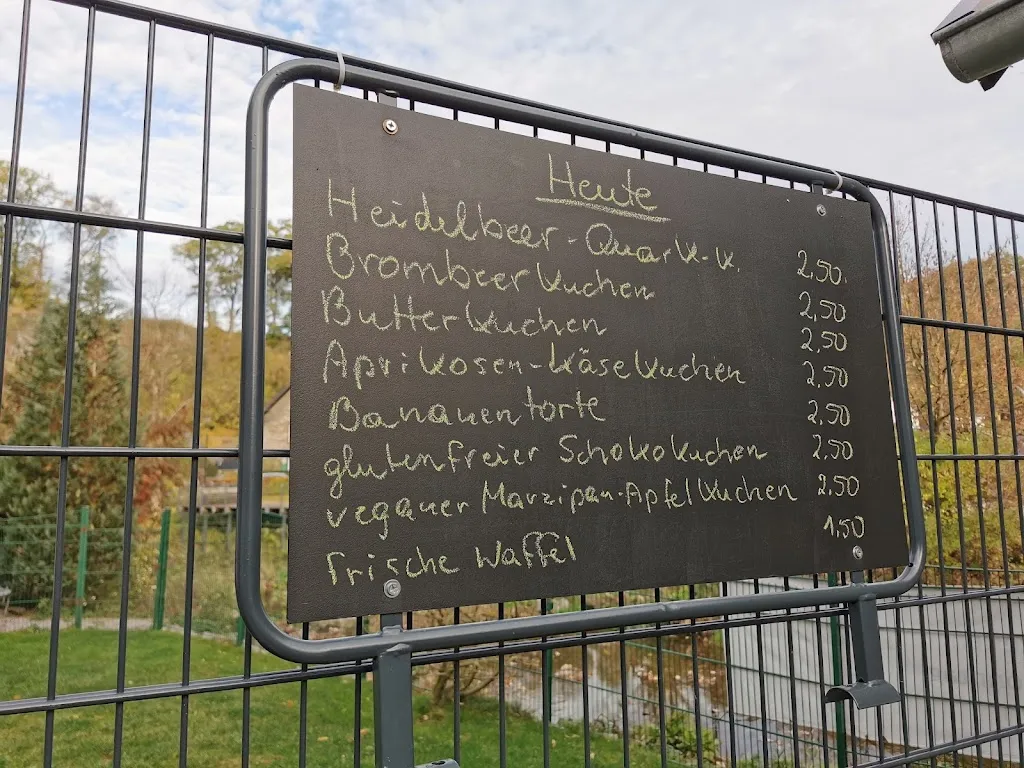 Heute
Heidelbeer-Quark-K. 2,50
Brombeerkuchen 2,50
Butterkuchen 2,50
Aprikosen-Käsekuchen 2,50
Bananentorte 2,50
glutenfreier Schokokuchen 2,50
veganer Marzipan-Apfelkuchen 2,50
Frische Waffel 1,50